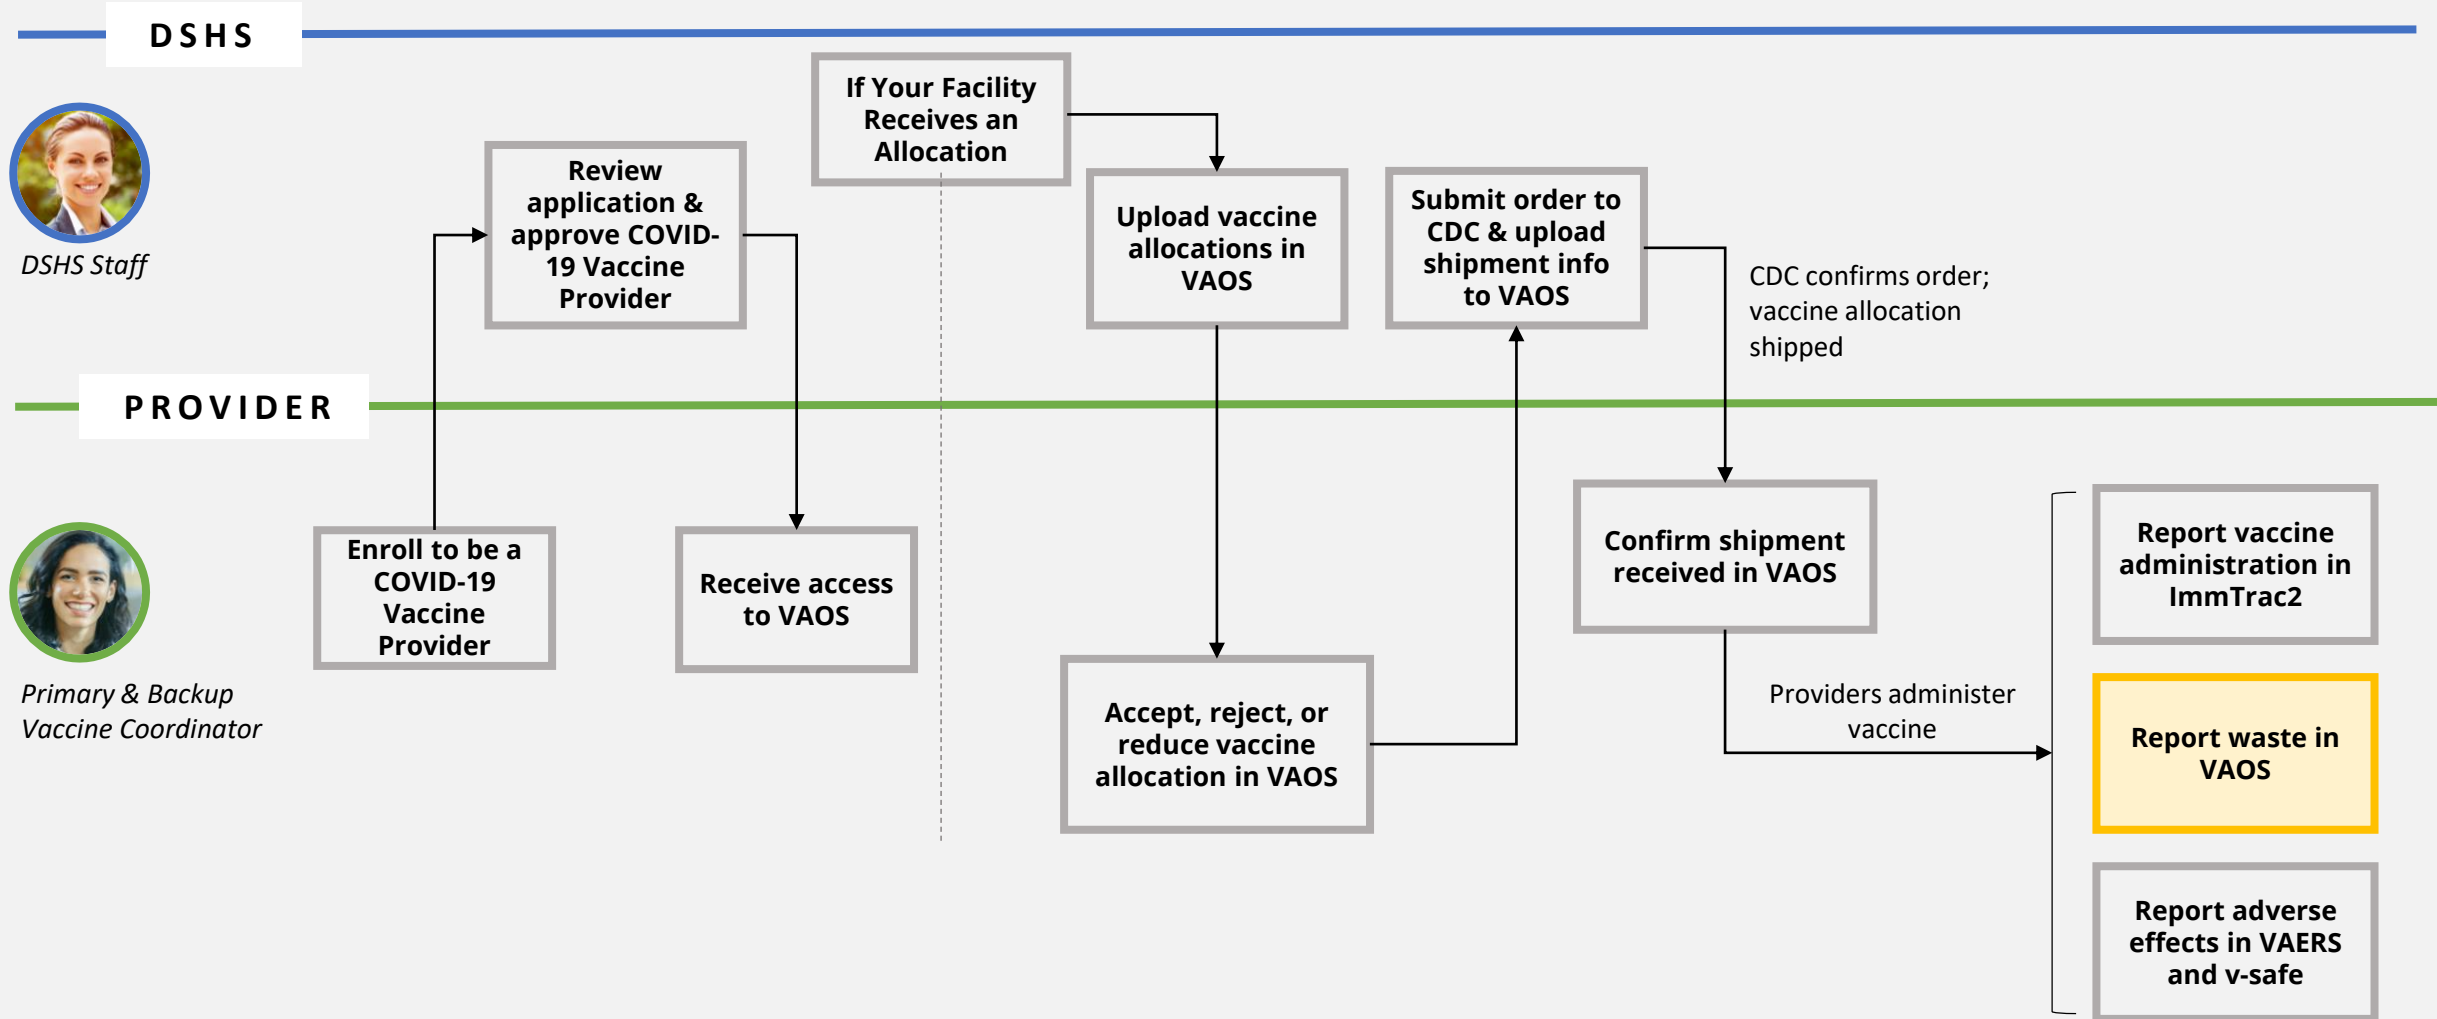 DSHS
DSHS Staff
Review
application &
approve COVID-
19 Vaccine
Provider
If Your Facility
Receives an
Allocation
Upload vaccine
allocations in
VAOS
Submit order to
CDC & upload
shipment info
to VAOS
CDC confirms order;
vaccine allocation
shipped
PROVIDER
Primary & Backup
Vaccine Coordinator
Enroll to be a
COVID-19
Vaccine
Provider
Receive access
to VAOS
Accept, reject, or
reduce vaccine
allocation in VAOS
Confirm shipment
received in VAOS
Providers administer
vaccine
Report vaccine
administration in
ImmTrac2
Report waste in
VAOS
Report adverse
effects in VAERS
and v-safe